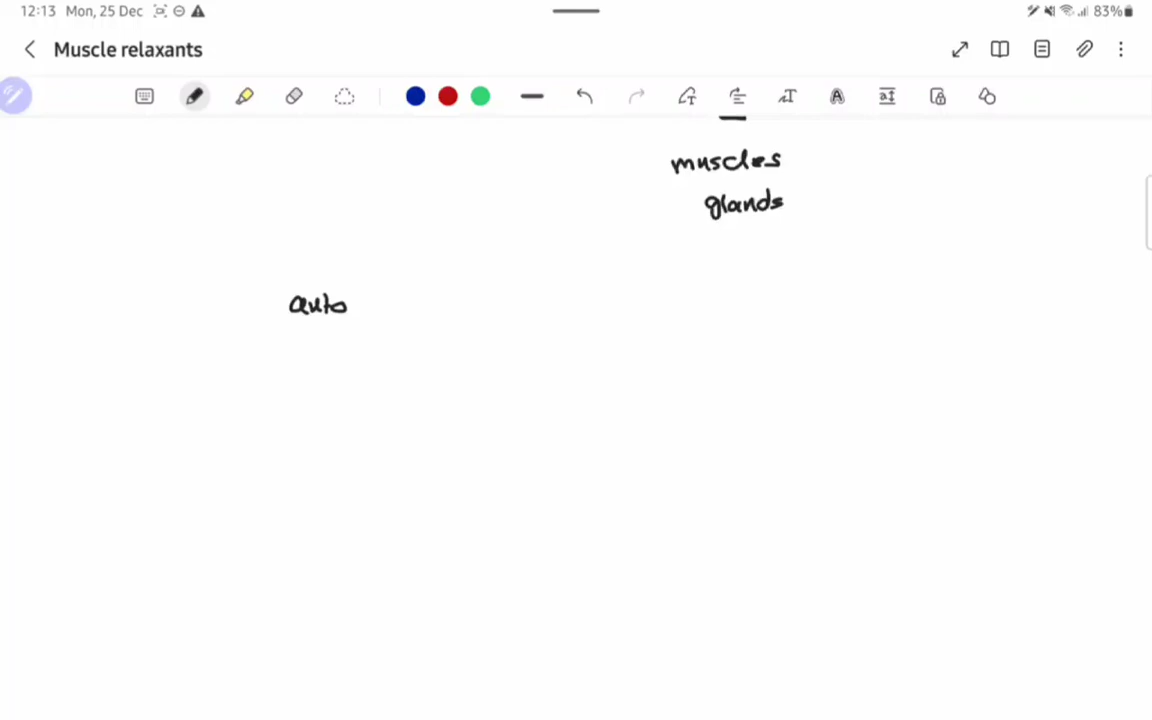 12:13 Mon, 25 Dec 83%
Muscle relaxants
muscles
glands
auto